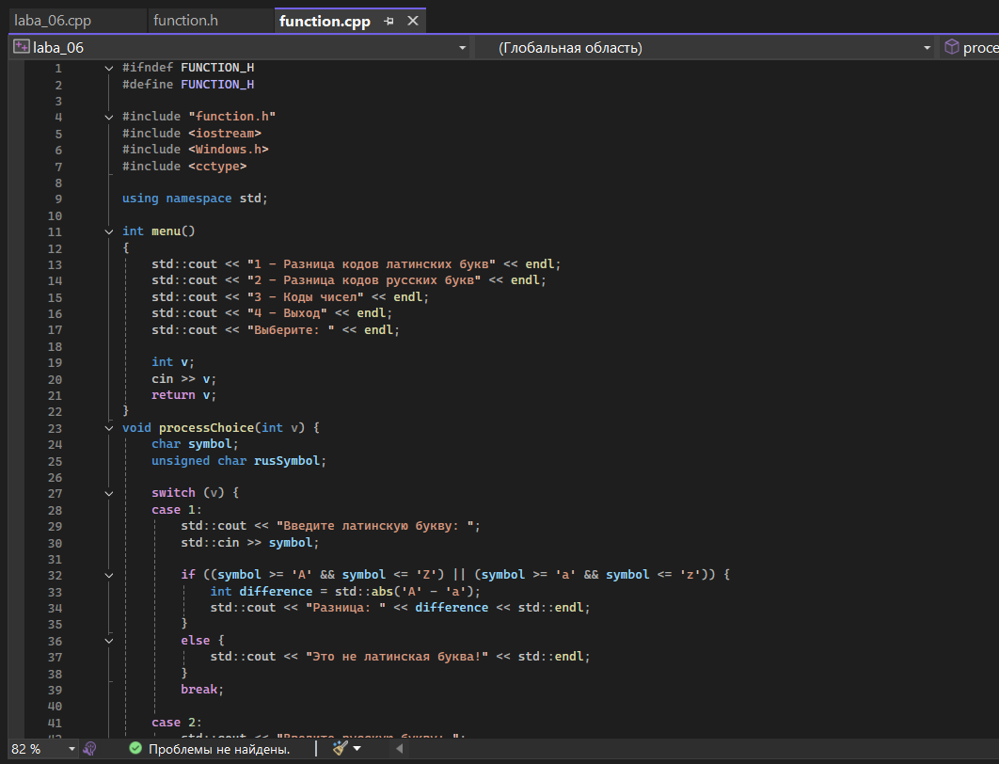 laba_06.cpp function.h function.cpp
laba_06 (Глобальная область) proce
1 #ifndef FUNCTION_H
2 #define FUNCTION_H
3
4 #include "function.h"
5 #include <iostream>
6 #include <Windows.h>
7 #include <cctype>
8
9 using namespace std;
10
11 int menu()
12 {
13 std::cout << "1 – Разница кодов латинских букв" << endl;
14 std::cout << "2 – Разница кодов русских букв" << endl;
15 std::cout << "3 – Коды чисел" << endl;
16 std::cout << "4 – Выход" << endl;
17 std::cout << "Выберите: " << endl;
18
19 int v;
20 cin >> v;
21 return v;
22 }
23 void processChoice(int v) {
24 char symbol;
25 unsigned char rusSymbol;
26
27 switch (v) {
28 case 1:
29 std::cout << "Введите латинскую букву: ";
30 std::cin >> symbol;
31
32 if ((symbol >= 'A' && symbol <= 'Z') || (symbol >= 'a' && symbol <= 'z')) {
33 int difference = std::abs('A' - 'a');
34 std::cout << "Разница: " << difference << std::endl;
35 }
36 else {
37 std::cout << "Это не латинская буква!" << std::endl;
38 }
39 break;
40
41 case 2:
42 std::cout << "Введите русскую букву: ";
82 % Проблемы не найдены.